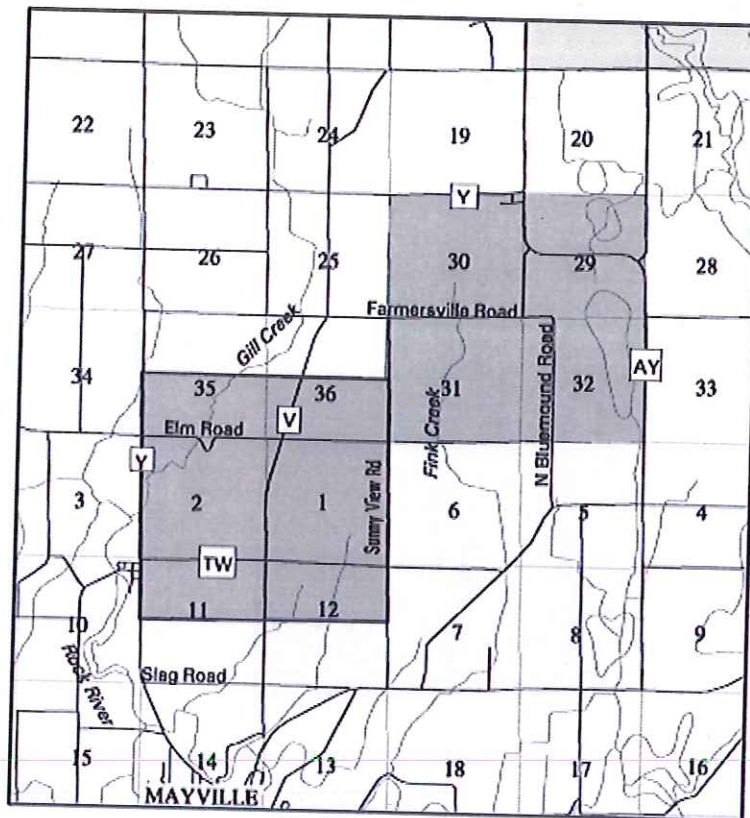 22
23
24
19
20
21
Y
27
26
25
30
29
28
Farmersville Road
Gill Creek
34
35
36
31
32
33
AY
V
Elm Road
Fink Creek
N Bluemound Road
Y
3
2
1
Sunny View Rd
6
5
4
TW
10
11
12
7
8
9
Rock River
Slag Road
15
14
13
18
17
16
MAYVILLE